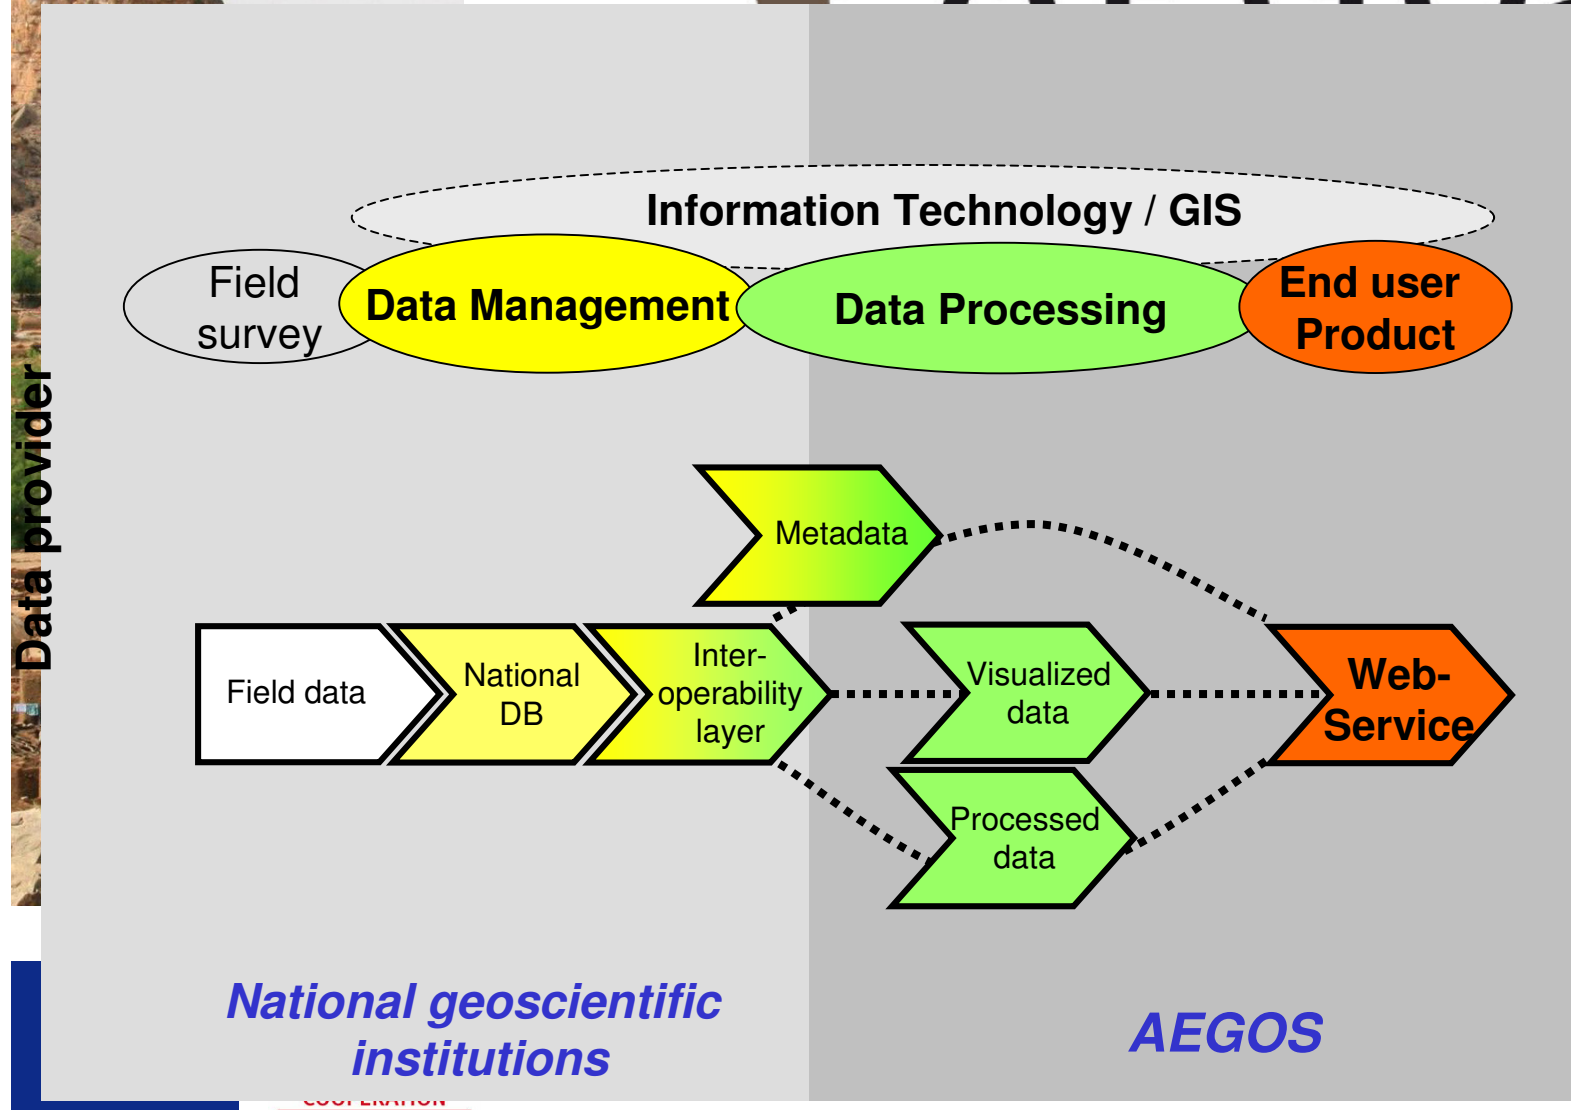 Information Technology / GIS
Field
survey
Data Management
Data Processing
End user
Product
Data provider
Metadata
Field data
National
DB
Inter-
operability
layer
Visualized
data
Web-
Service
Processed
data
National geoscientific
institutions
AEGOS
COOPERATION